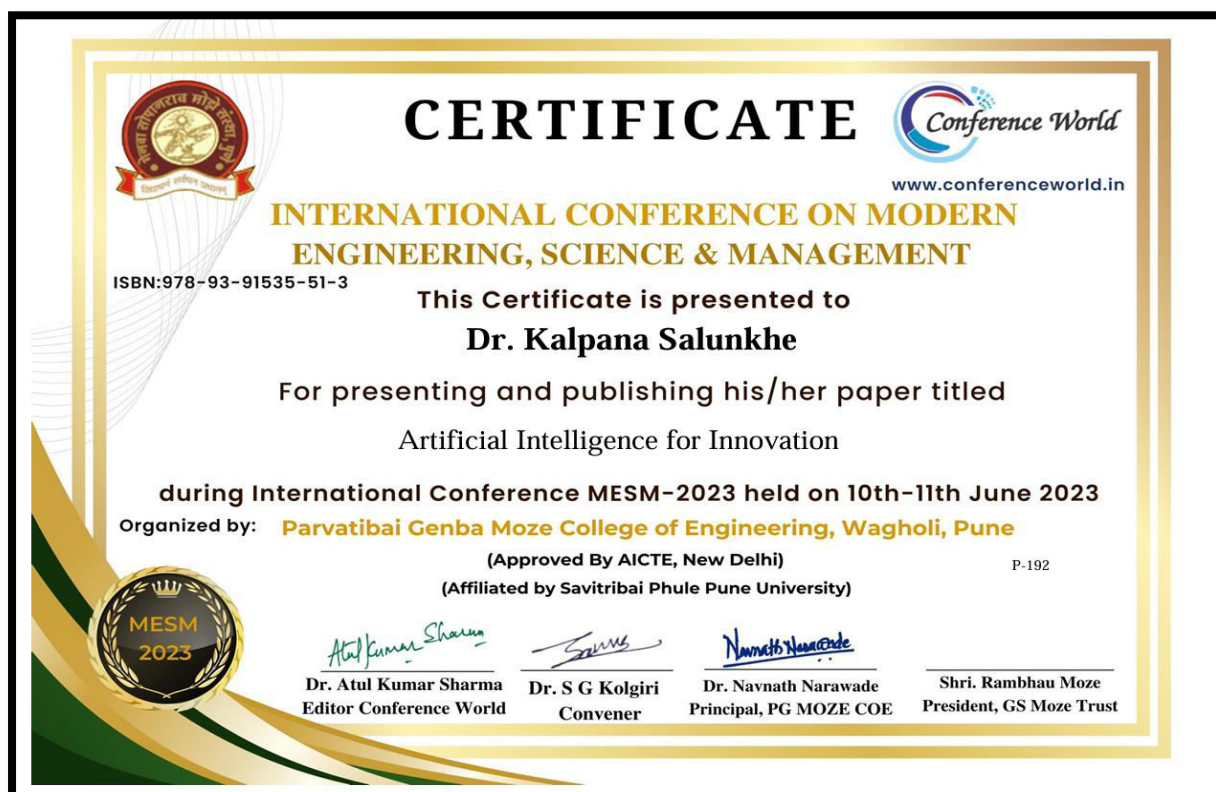 CERTIFICATE
Conference World
www.conferenceworld.in
INTERNATIONAL CONFERENCE ON MODERN
ENGINEERING, SCIENCE & MANAGEMENT
ISBN:978-93-91535-51-3
This Certificate is presented to
Dr. Kalpana Salunkhe
For presenting and publishing his/her paper titled
Artificial Intelligence for Innovation
during International Conference MESM-2023 held on 10th-11th June 2023
Organized by: Parvatibai Genba Moze College of Engineering, Wagholi, Pune
(Approved By AICTE, New Delhi)
P-192
(Affiliated by Savitribai Phule Pune University)
MESM
2023
Atul Kumar Sharma
Navnath Narawade
Dr. Atul Kumar Sharma
Editor Conference World
Dr. S G Kolgiri
Convener
Dr. Navnath Narawade
Principal, PG MOZE COE
Shri. Rambhau Moze
President, GS Moze Trust